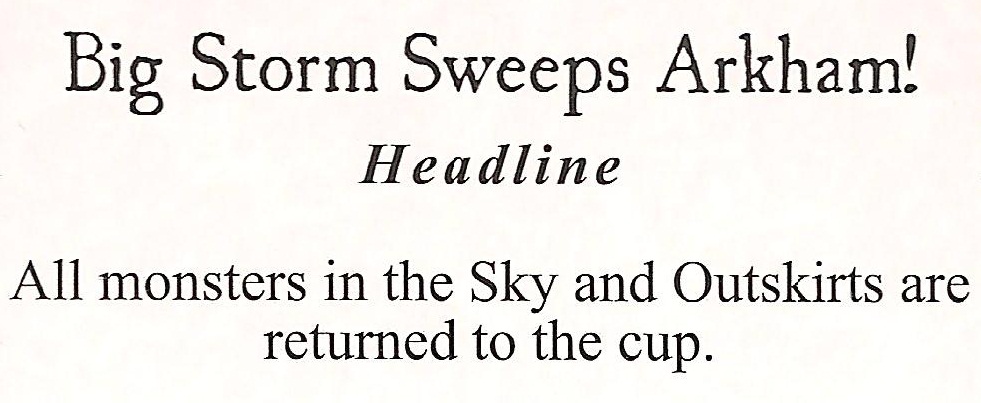 Big Storm Sweeps Arkham!
Headline
All monsters in the Sky and Outskirts are
returned to the cup.